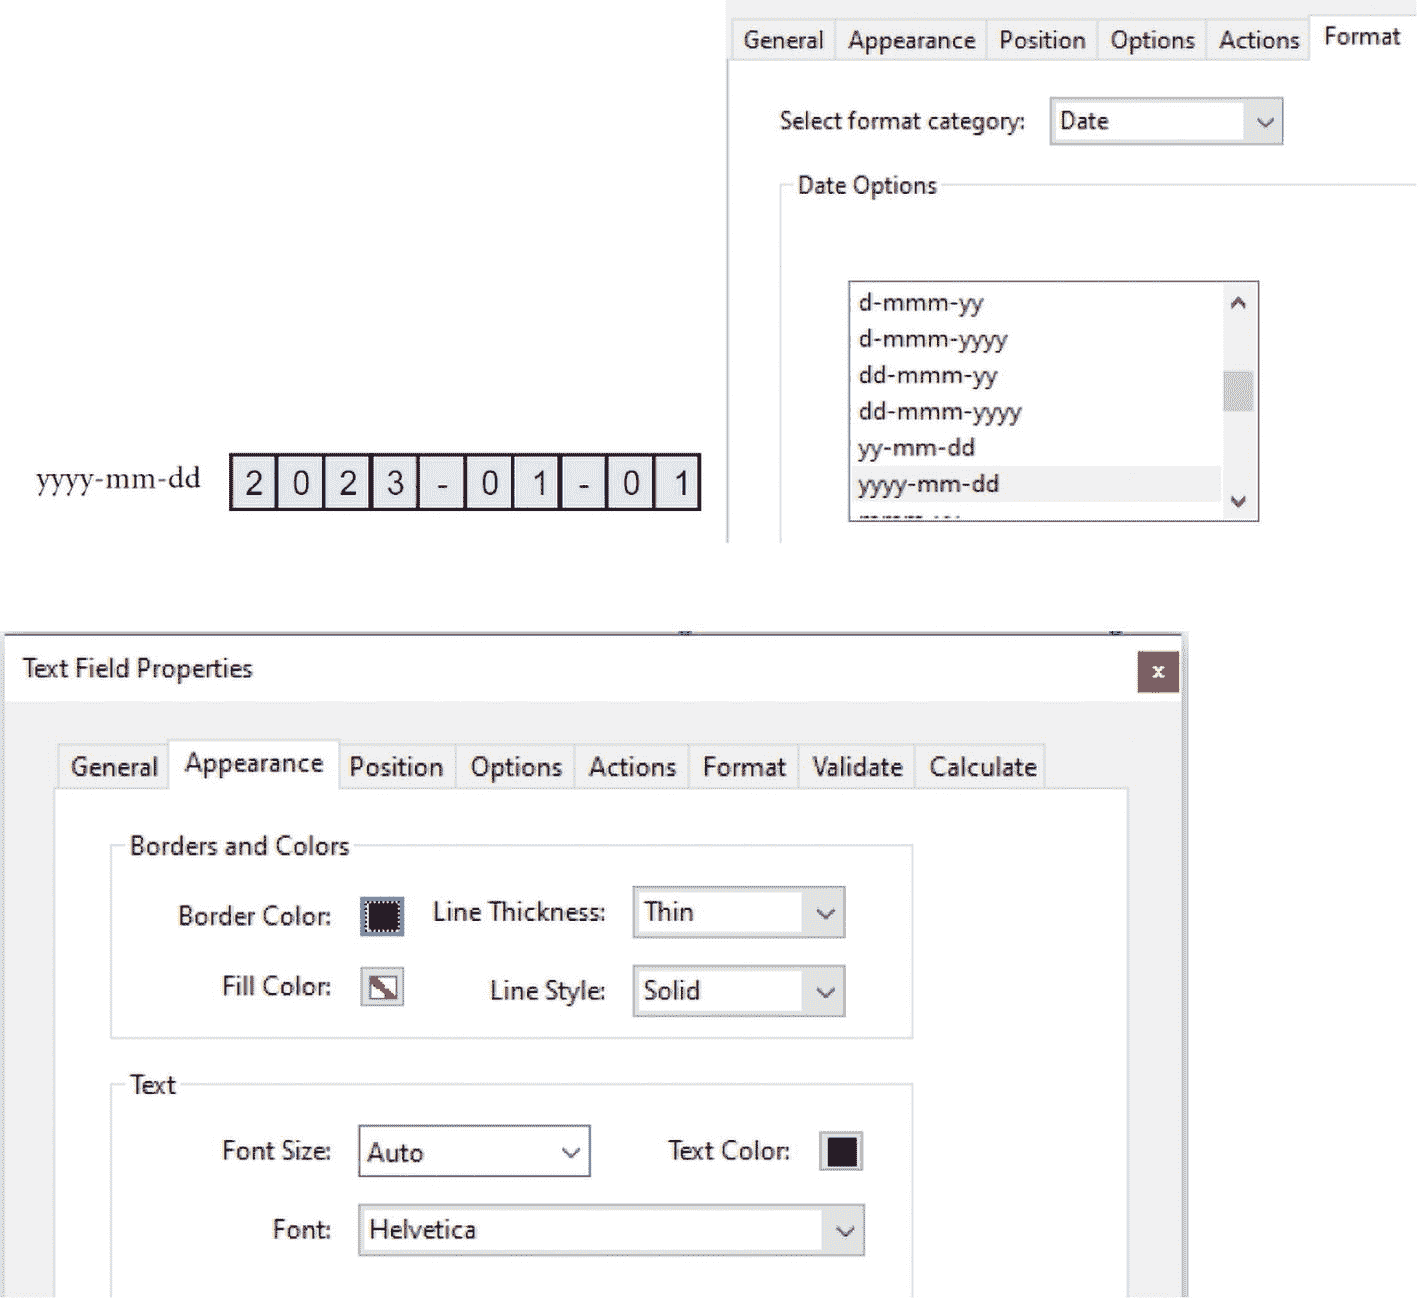 General Appearance Position Options Actions Format
Select format category: Date
Date Options
d-mmm-yy
d-mmm-yyyy
dd-mmm-yy
dd-mmm-yyyy
yy-mm-dd
yyyy-mm-dd
yyyy-mm-dd 2 0 2 3 - 0 1 - 0 1
Text Field Properties
x
General Appearance Position Options Actions Format Validate Calculate
Borders and Colors
Border Color: Line Thickness: Thin
Fill Color: Line Style: Solid
Text
Font Size: Auto Text Color:
Font: Helvetica